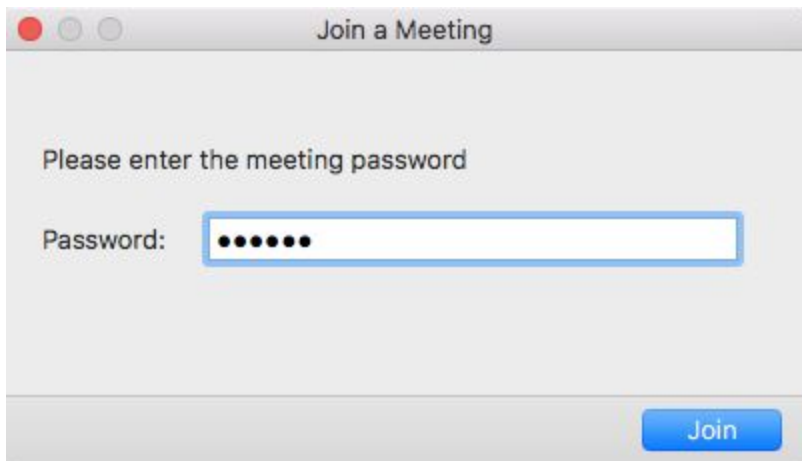 Join a Meeting
Please enter the meeting password
Password: ••••••
Join